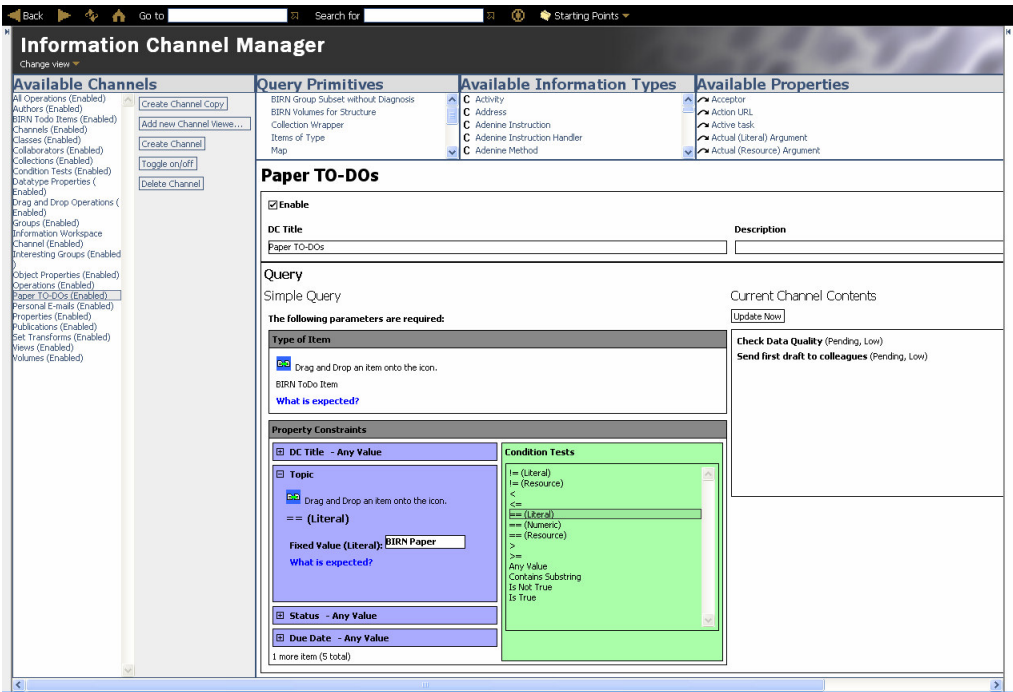 Back
Go to
Search for
Starting Points
Information Channel Manager
Change view
Available Channels
All Operations (Enabled)
Authors (Enabled)
BIRN Todo Items (Enabled)
Channels (Enabled)
Classes (Enabled)
Collaborators (Enabled)
Collections (Enabled)
Condition Tests (Enabled)
Datatype Properties (
Enabled)
Drag and Drop Operations (
Enabled)
Groups (Enabled)
Information Workspace
Channel (Enabled)
Interesting Groups (Enabled
)
Object Properties (Enabled)
Operations (Enabled)
Paper TO-DOs (Enabled)
Personal E-mails (Enabled)
Properties (Enabled)
Publications (Enabled)
Set Transforms (Enabled)
Views (Enabled)
Volumes (Enabled)
Create Channel Copy
Add new Channel Viewe...
Create Channel
Toggle on/off
Delete Channel
Query Primitives
BIRN Group Subset without Diagnosis
BIRN Volumes for Structure
Collection Wrapper
Items of Type
Map
Available Information Types
C Activity
C Address
C Adenine Instruction
C Adenine Instruction Handler
C Adenine Method
Available Properties
Acceptor
Action URL
Active task
Actual (Literal) Argument
Actual (Resource) Argument
Paper TO-DOs
Enable
DC Title
Paper TO-DOs
Description
Query
Simple Query
The following parameters are required:
Type of Item
Drag and Drop an item onto the icon.
BIRN ToDo Item
What is expected?
Property Constraints
DC Title - Any Value
Topic
Drag and Drop an item onto the icon.
== (Literal)
Fixed Value (Literal): BIRN Paper
What is expected?
Status - Any Value
Due Date - Any Value
1 more item (5 total)
Condition Tests
!= (Literal)
!= (Resource)
<
<=
== (Literal)
== (Numeric)
== (Resource)
>
>=
Any Value
Contains Substring
Is Not True
Is True
Current Channel Contents
Update Now
Check Data Quality (Pending, Low)
Send first draft to colleagues (Pending, Low)